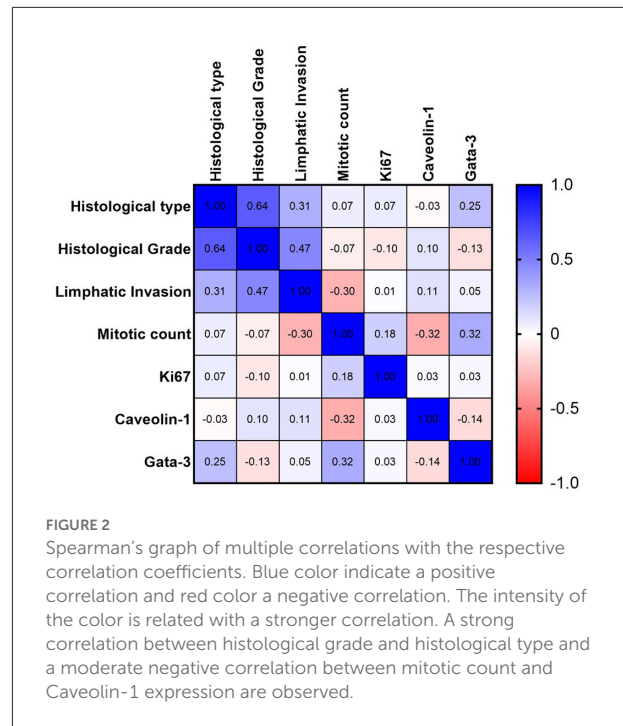 Histological type
Histological Grade
Limphatic Invasion
Mitotic count
Ki67
Caveolin-1
Gata-3
Histological type 1.00 0.64 0.31 0.07 0.07 -0.03 0.25
Histological Grade 0.64 1.00 0.47 -0.07 -0.10 0.10 -0.13
Limphatic Invasion 0.31 0.47 1.00 -0.30 0.01 0.11 0.05
Mitotic count 0.07 -0.07 -0.30 1.00 0.18 -0.32 0.32
Ki67 0.07 -0.10 0.01 0.18 1.00 0.03 0.03
Caveolin-1 -0.03 0.10 0.11 -0.32 0.03 1.00 -0.14
Gata-3 0.25 -0.13 0.05 0.32 0.03 -0.14 1.00
1.0
0.5
0
-0.5
-1.0
FIGURE 2
Spearman's graph of multiple correlations with the respective
correlation coefficients. Blue color indicate a positive
correlation and red color a negative correlation. The intensity of
the color is related with a stronger correlation. A strong
correlation between histological grade and histological type and
a moderate negative correlation between mitotic count and
Caveolin-1 expression are observed.